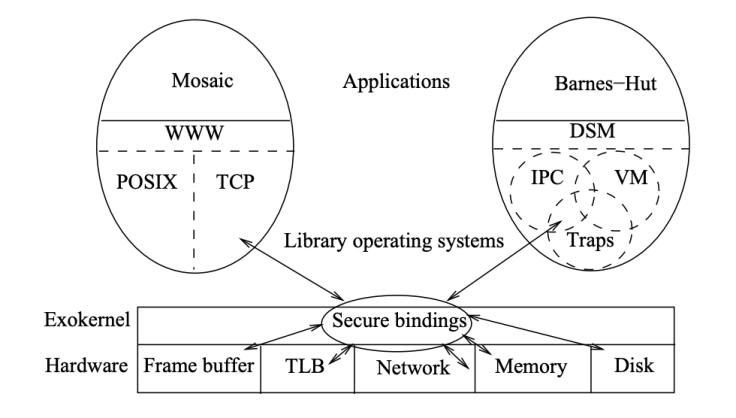 Mosaic
Applications
Barnes−Hut
WWW
DSM
POSIX
TCP
IPC
VM
Library operating systems
Traps
Exokernel
Secure bindings
Hardware
Frame buffer
TLB
Network
Memory
Disk